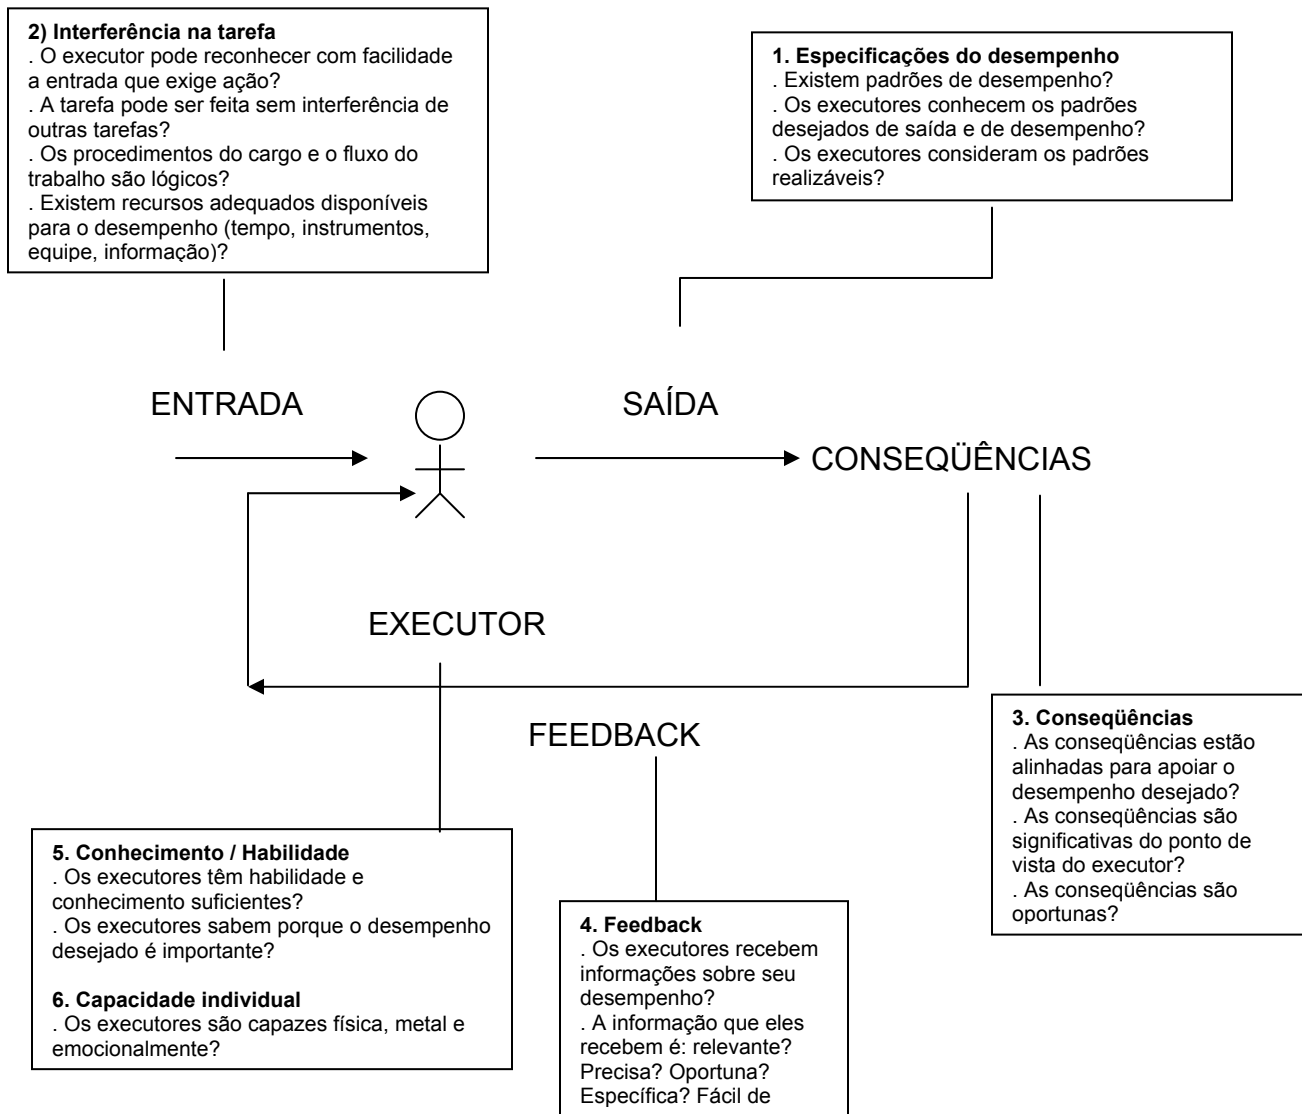 2) Interferência na tarefa
. O executor pode reconhecer com facilidade
a entrada que exige ação?
. A tarefa pode ser feita sem interferência de
outras tarefas?
. Os procedimentos do cargo e o fluxo do
trabalho são lógicos?
. Existem recursos adequados disponíveis
para o desempenho (tempo, instrumentos,
equipe, informação)?
1. Especificações do desempenho
. Existem padrões de desempenho?
. Os executores conhecem os padrões
desejados de saída e de desempenho?
. Os executores consideram os padrões
realizáveis?
ENTRADA
SAÍDA
CONSEQÜÊNCIAS
EXECUTOR
FEEDBACK
3. Conseqüências
. As conseqüências estão
alinhadas para apoiar o
desempenho desejado?
. As conseqüências são
significativas do ponto de
vista do executor?
. As conseqüências são
oportunas?
5. Conhecimento / Habilidade
. Os executores têm habilidade e
conhecimento suficientes?
. Os executores sabem porque o desempenho
desejado é importante?
6. Capacidade individual
. Os executores são capazes física, metal e
emocionalmente?
4. Feedback
. Os executores recebem
informações sobre seu
desempenho?
. A informação que eles
recebem é: relevante?
Precisa? Oportuna?
Específica? Fácil de